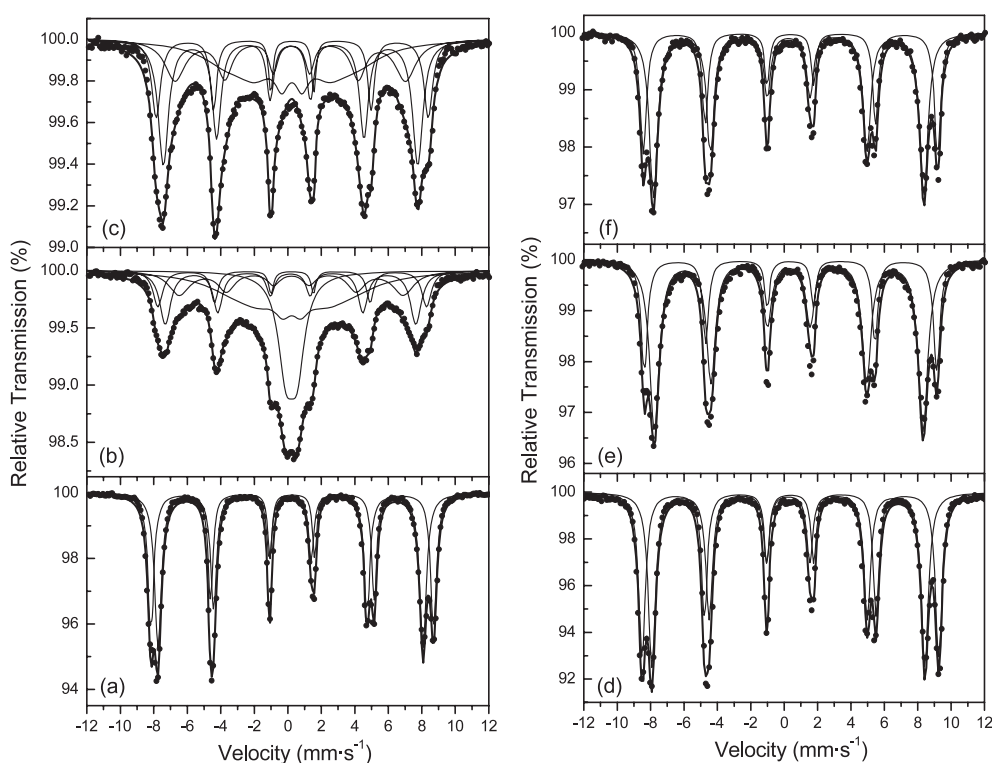 100.0
99.8
99.6
99.4
99.2
99.0
(c)
100.0
99.5
99.0
98.5
(b)
100
98
96
94
(a)
-12 -10 -8 -6 -4 -2 0 2 4 6 8 10 12
Velocity (mm·s⁻¹)
Relative Transmission (%)
100
99
98
97
(f)
100
99
98
97
96
(e)
100
98
96
94
92
(d)
-12 -10 -8 -6 -4 -2 0 2 4 6 8 10 12
Velocity (mm·s⁻¹)
Relative Transmission (%)